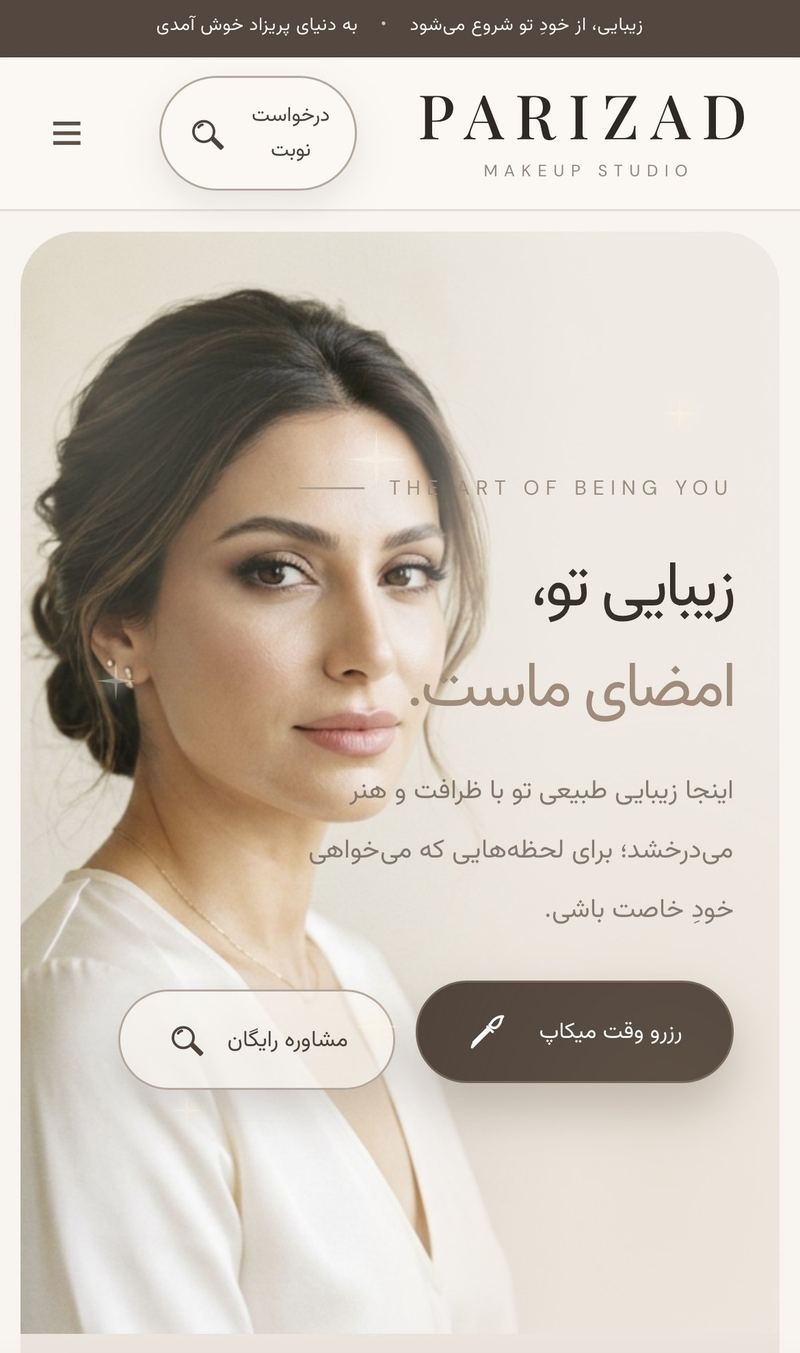 زیبایی، از خودِ تو شروع می‌شود • به دنیای پریزاد خوش آمدی
PARIZAD
MAKEUP STUDIO
درخواست
نوبت
THE ART OF BEING YOU
زیبایی تو،
امضای ماست.
اینجا زیبایی طبیعی تو با ظرافت و هنر
می‌درخشد؛ برای لحظه‌هایی که می‌خواهی
خودِ خاصت باشی.
رزرو وقت میکاپ
مشاوره رایگان